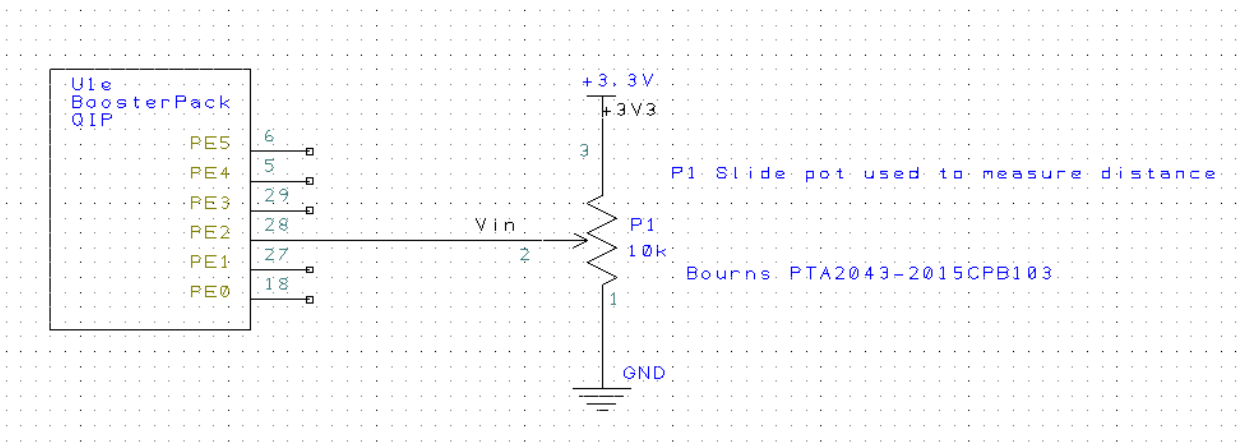 U1e
BoosterPack
QIP
PE5 6
PE4 5
PE3 29
PE2 28
PE1 27
PE0 18
Vin
2
+3.3V
+3V3
3
P1
10k
1
GND
P1 Slide pot used to measure distance
Bourns PTA2043-2015CPB103